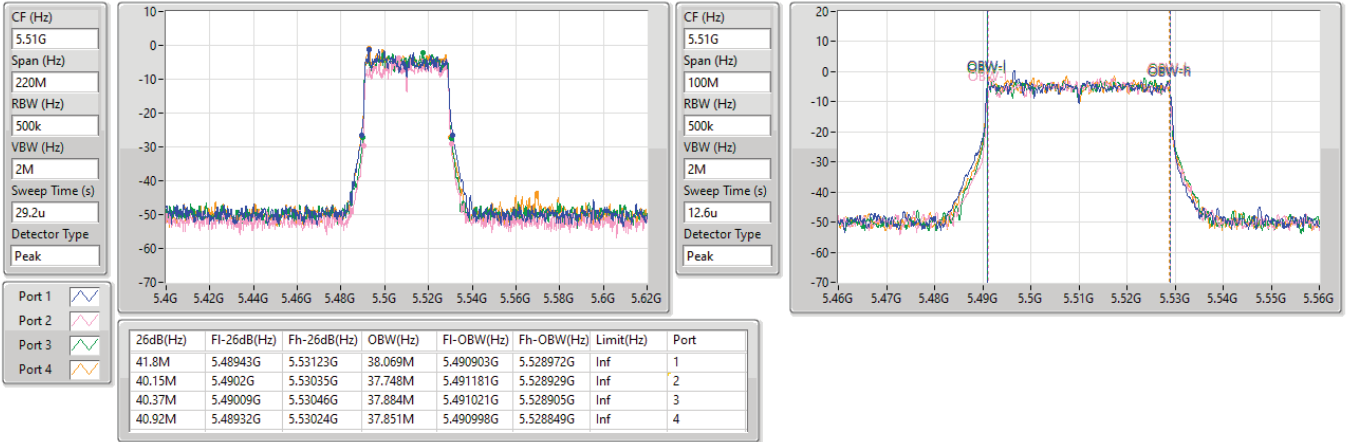 CF (Hz)
5.51G
Span (Hz)
220M
RBW (Hz)
500k
VBW (Hz)
2M
Sweep Time (s)
29.2u
Detector Type
Peak
10
0
-10
-20
-30
-40
-50
-60
-70
5.4G 5.42G 5.44G 5.46G 5.48G 5.5G 5.52G 5.54G 5.56G 5.58G 5.6G 5.62G
CF (Hz)
5.51G
Span (Hz)
100M
RBW (Hz)
500k
VBW (Hz)
2M
Sweep Time (s)
12.6u
Detector Type
Peak
20
10
0
-10
-20
-30
-40
-50
-60
-70
OBW-l
OBW-h
5.46G 5.47G 5.48G 5.49G 5.5G 5.51G 5.52G 5.53G 5.54G 5.55G 5.56G
Port 1
Port 2
Port 3
Port 4
26dB(Hz) Fl-26dB(Hz) Fh-26dB(Hz) OBW(Hz) Fl-OBW(Hz) Fh-OBW(Hz) Limit(Hz) Port
41.8M 5.48943G 5.53123G 38.069M 5.490903G 5.528972G Inf 1
40.15M 5.4902G 5.53035G 37.748M 5.491181G 5.528929G Inf 2
40.37M 5.49009G 5.53046G 37.884M 5.491021G 5.528905G Inf 3
40.92M 5.48932G 5.53024G 37.851M 5.490998G 5.528849G Inf 4